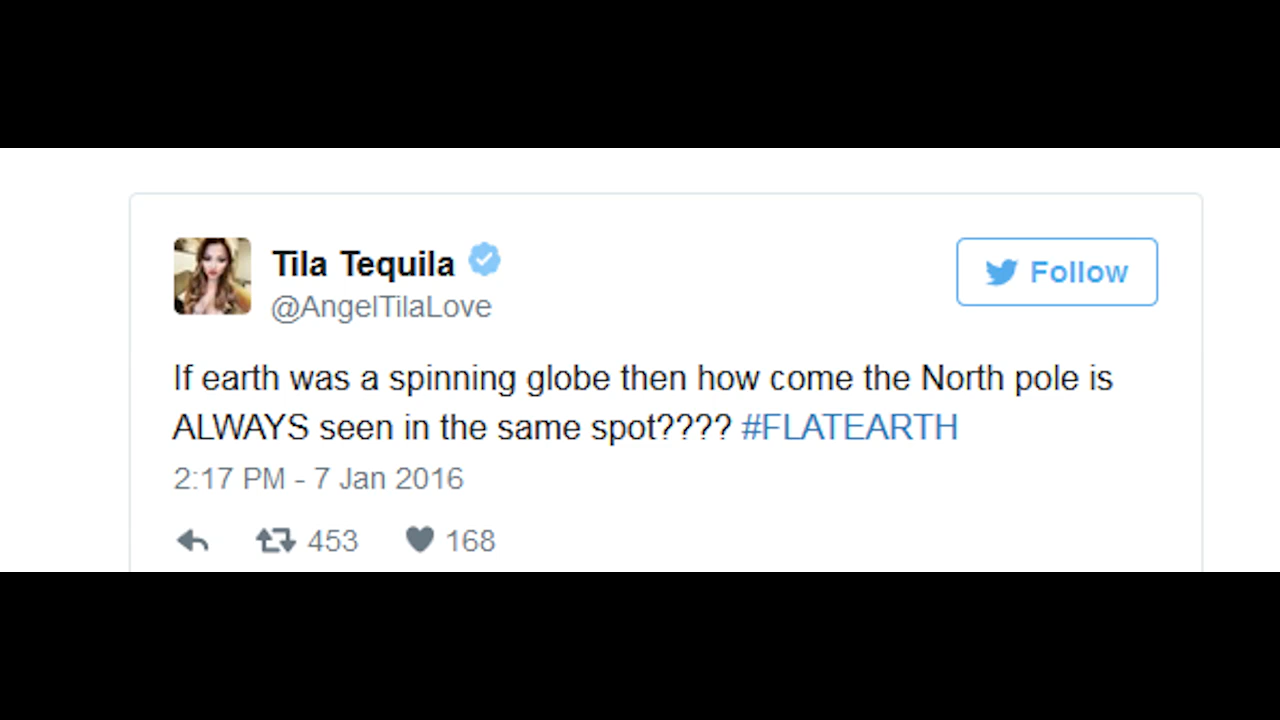 Tila Tequila
@AngelTilaLove
Follow
If earth was a spinning globe then how come the North pole is
ALWAYS seen in the same spot???? #FLATEARTH
2:17 PM - 7 Jan 2016
453 168